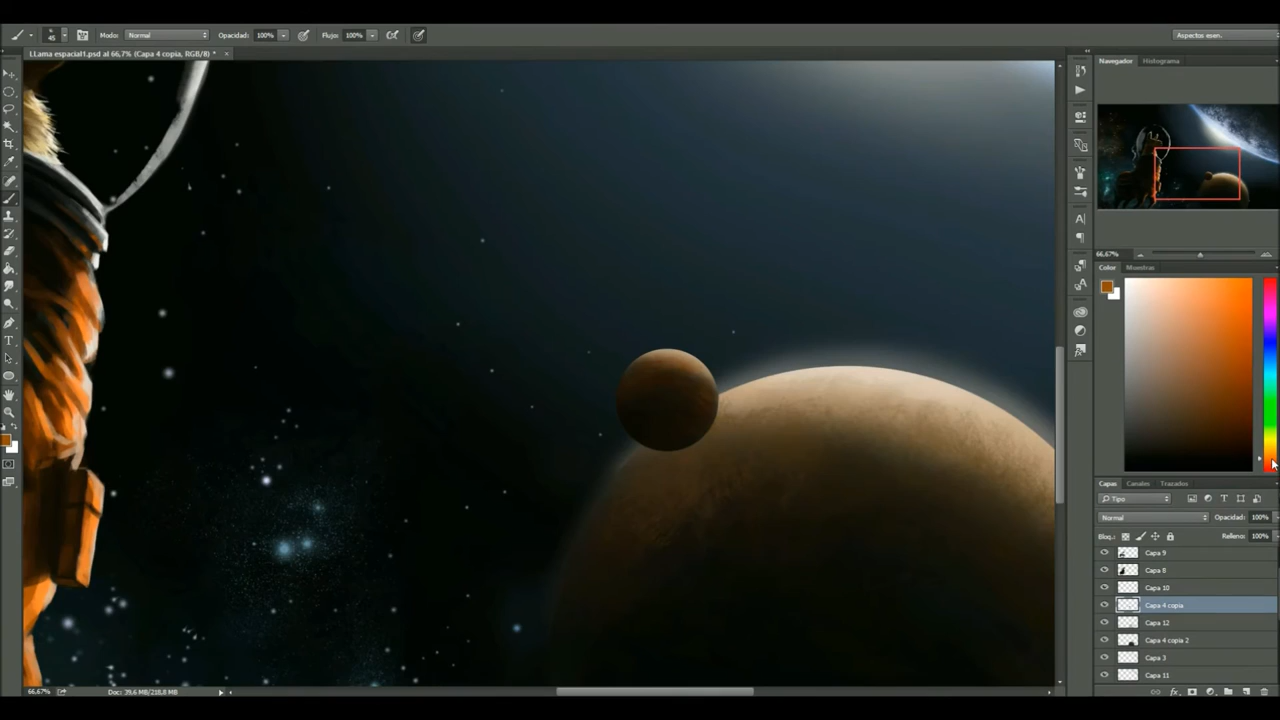 45 Modo: Normal Opacidad: 100% Flujo: 100% Aspectos esen.
LLama espacial1.psd al 66,7% (Capa 4 copia, RGB/8) * ×
Navegador Histograma
66,67%
Color Muestras
Capas Canales Trazados
Tipo
Normal Opacidad: 100%
Bloq.: Relleno: 100%
Capa 9
Capa 8
Capa 10
Capa 4 copia
Capa 12
Capa 4 copia 2
Capa 3
Capa 11
66,67% Doc: 39,6 MB/218,8 MB